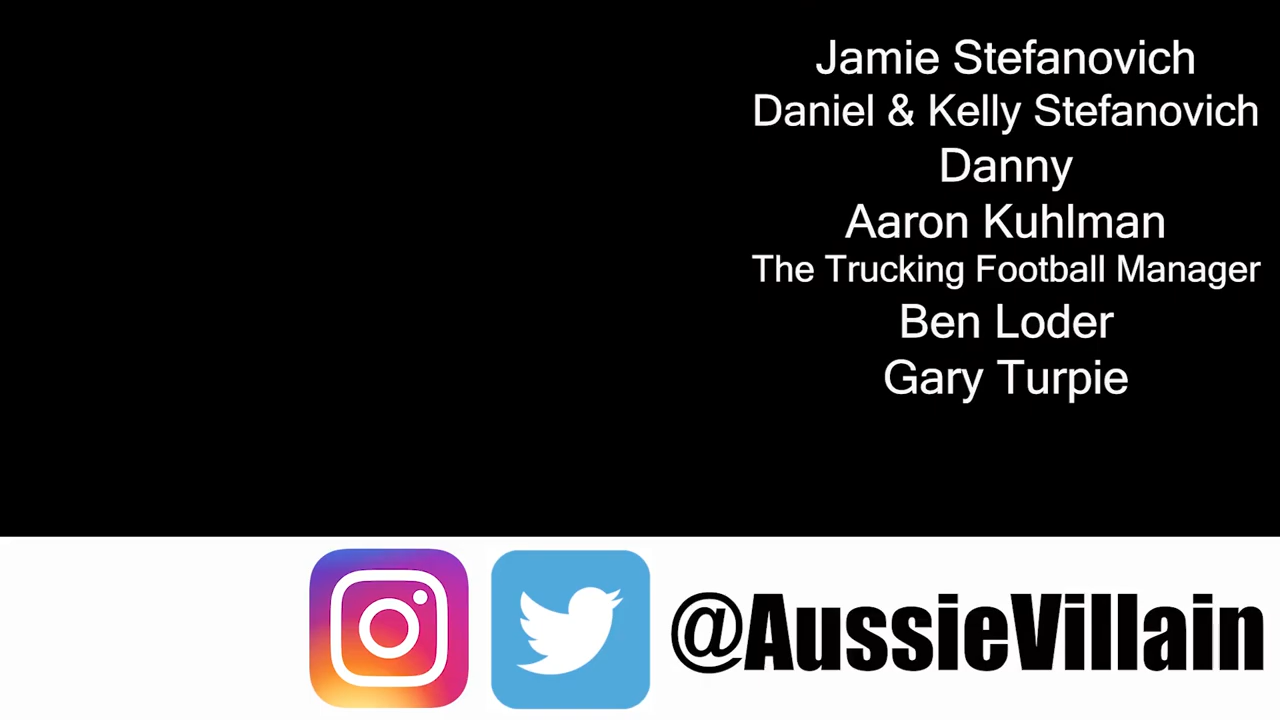 Jamie Stefanovich
Daniel & Kelly Stefanovich
Danny
Aaron Kuhlman
The Trucking Football Manager
Ben Loder
Gary Turpie
@AussieVillain